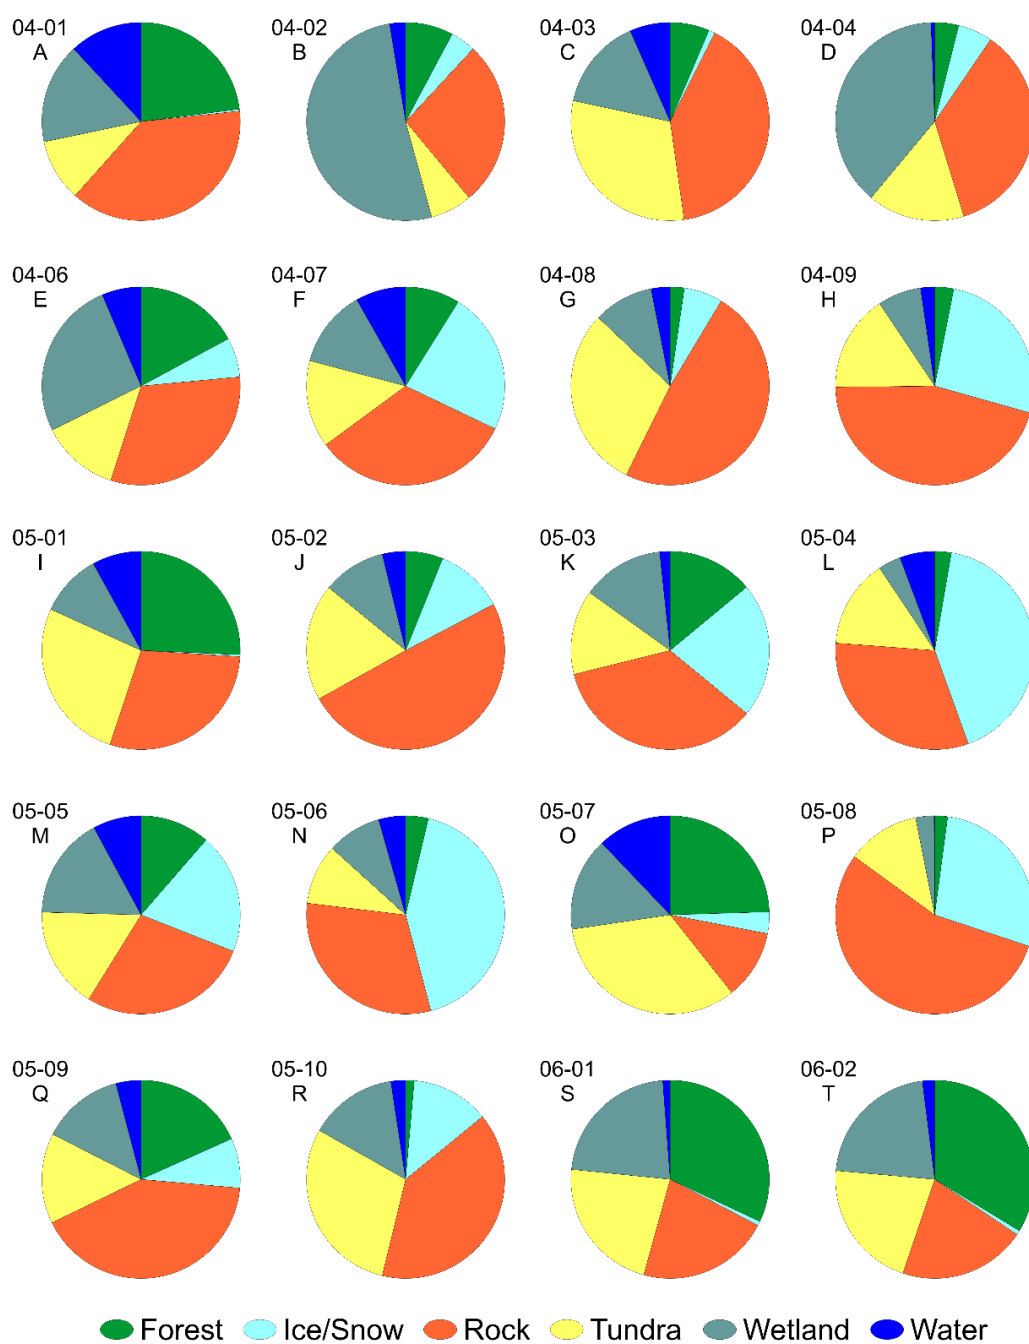 04-01 04-02 04-03 04-04
A B C D
04-06 04-07 04-08 04-09
E F G H
05-01 05-02 05-03 05-04
I J K L
05-05 05-06 05-07 05-08
M N O P
05-09 05-10 06-01 06-02
Q R S T
Forest Ice/Snow Rock Tundra Wetland Water